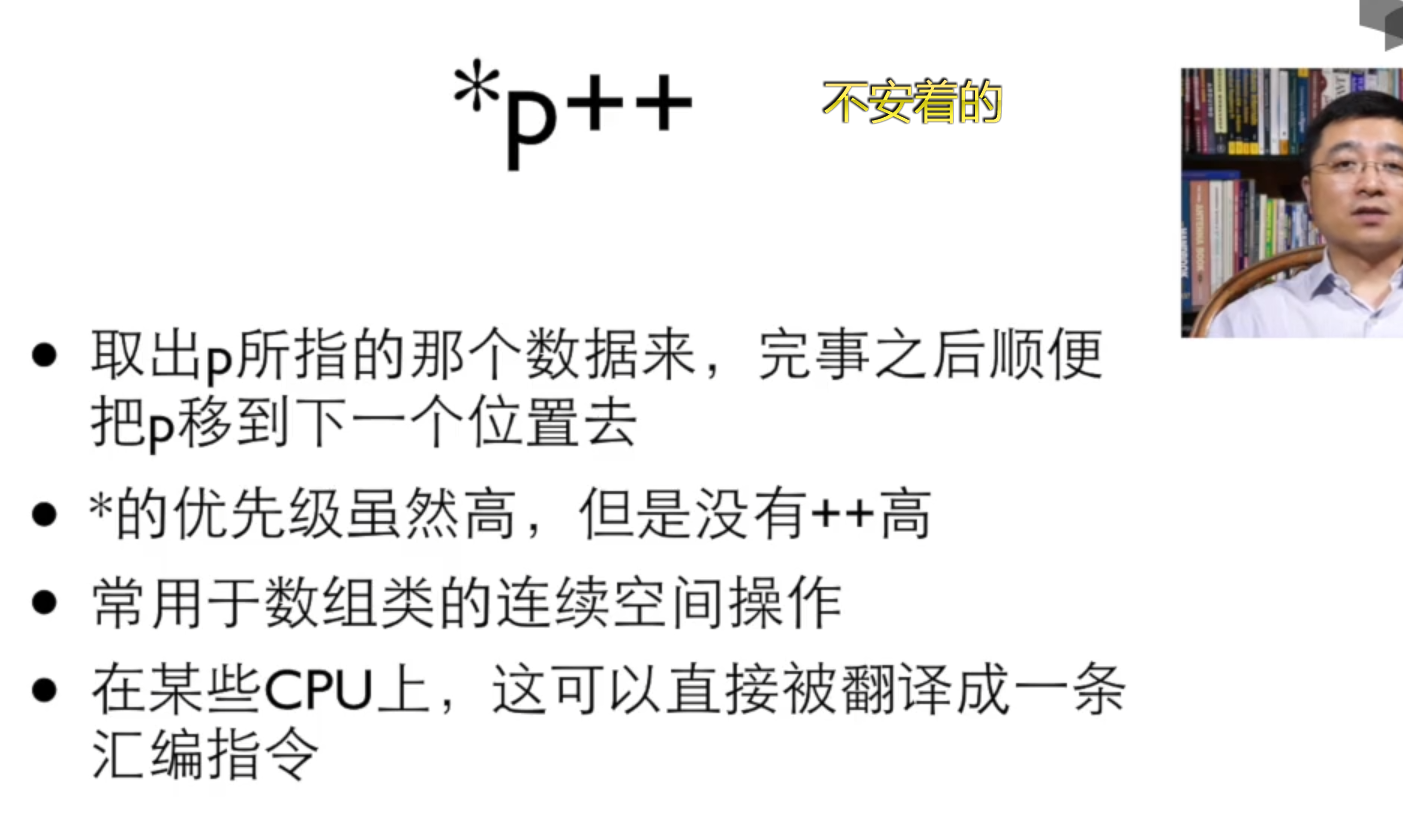 *p++
不安着的
取出p所指的那个数据来，完事之后顺便
把p移到下一个位置去
*的优先级虽然高，但是没有++高
常用于数组类的连续空间操作
在某些CPU上，这可以直接被翻译成一条
汇编指令